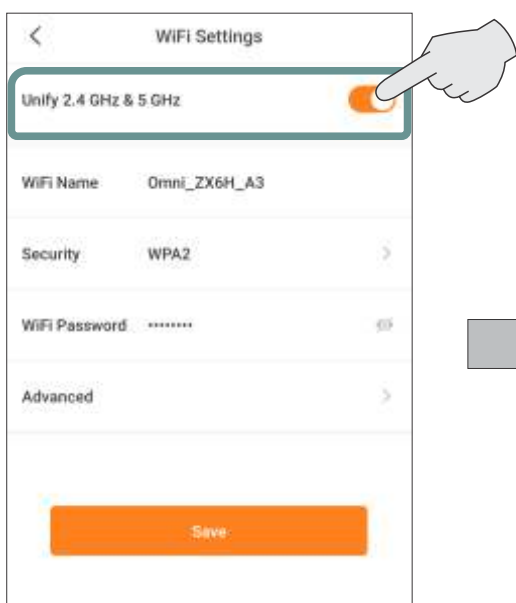 WiFi Settings
Unify 2.4 GHz & 5 GHz
WiFi Name Omni_ZX6H_A3
Security WPA2
WiFi Password ••••••••
Advanced
Save